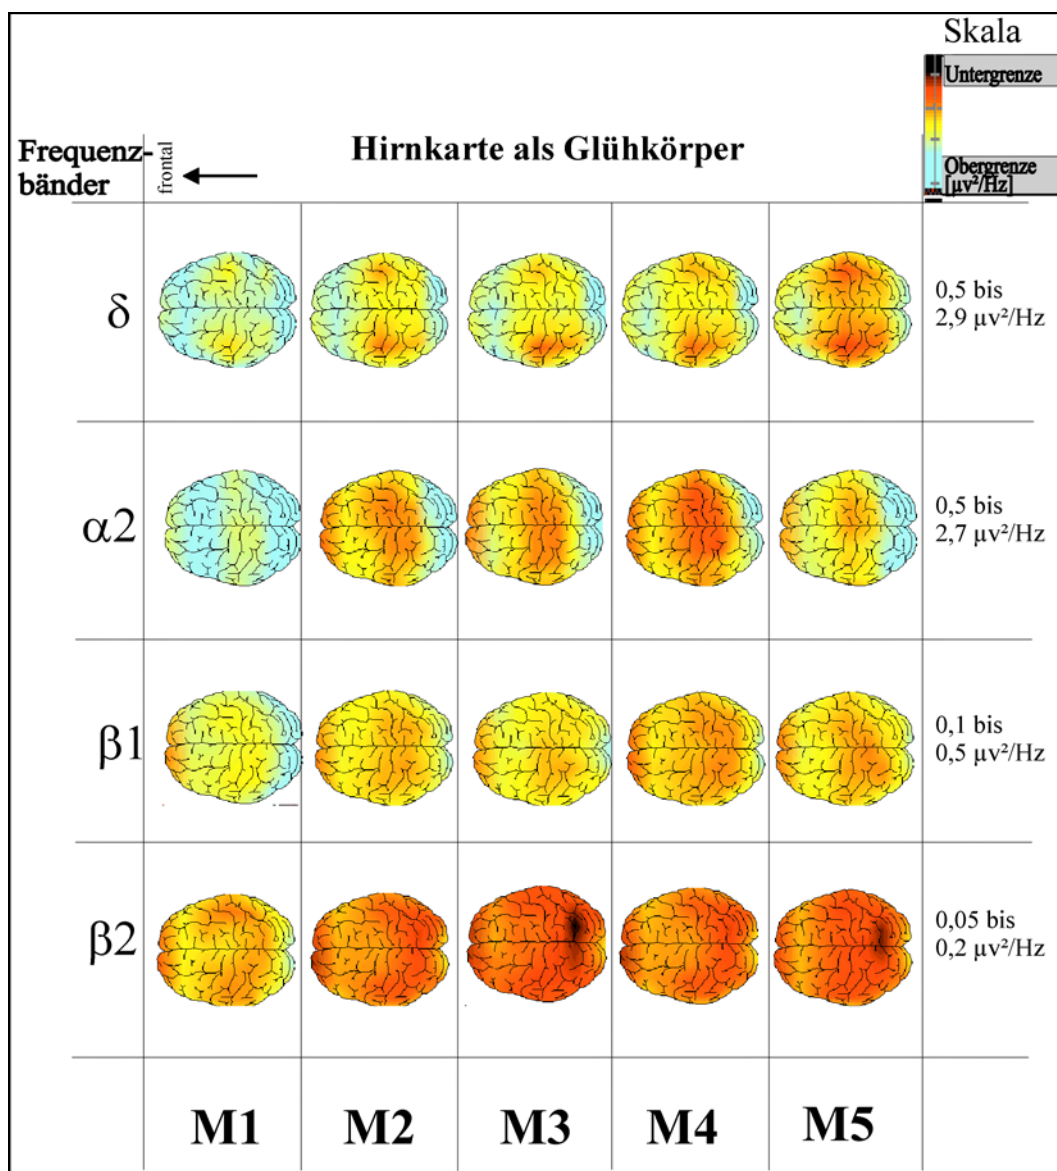 Skala
Untergrenze
Obergrenze
[µv²/Hz]
Frequenz-
bänder
frontal
Hirnkarte als Glühkörper
δ
0,5 bis
2,9 µv²/Hz
α2
0,5 bis
2,7 µv²/Hz
β1
0,1 bis
0,5 µv²/Hz
β2
0,05 bis
0,2 µv²/Hz
M1 M2 M3 M4 M5